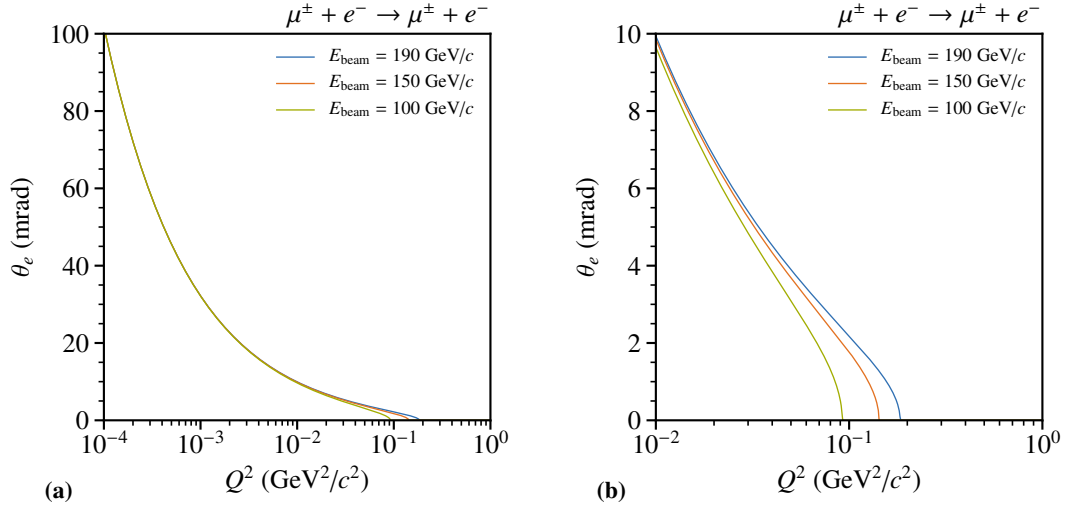 μ± + e− → μ± + e−
100
80
60
40
20
0
θe (mrad)
Ebeam = 190 GeV/c
Ebeam = 150 GeV/c
Ebeam = 100 GeV/c
10−4 10−3 10−2 10−1 100
Q2 (GeV2/c2)
(a)
μ± + e− → μ± + e−
10
8
6
4
2
0
θe (mrad)
Ebeam = 190 GeV/c
Ebeam = 150 GeV/c
Ebeam = 100 GeV/c
10−2 10−1 100
Q2 (GeV2/c2)
(b)